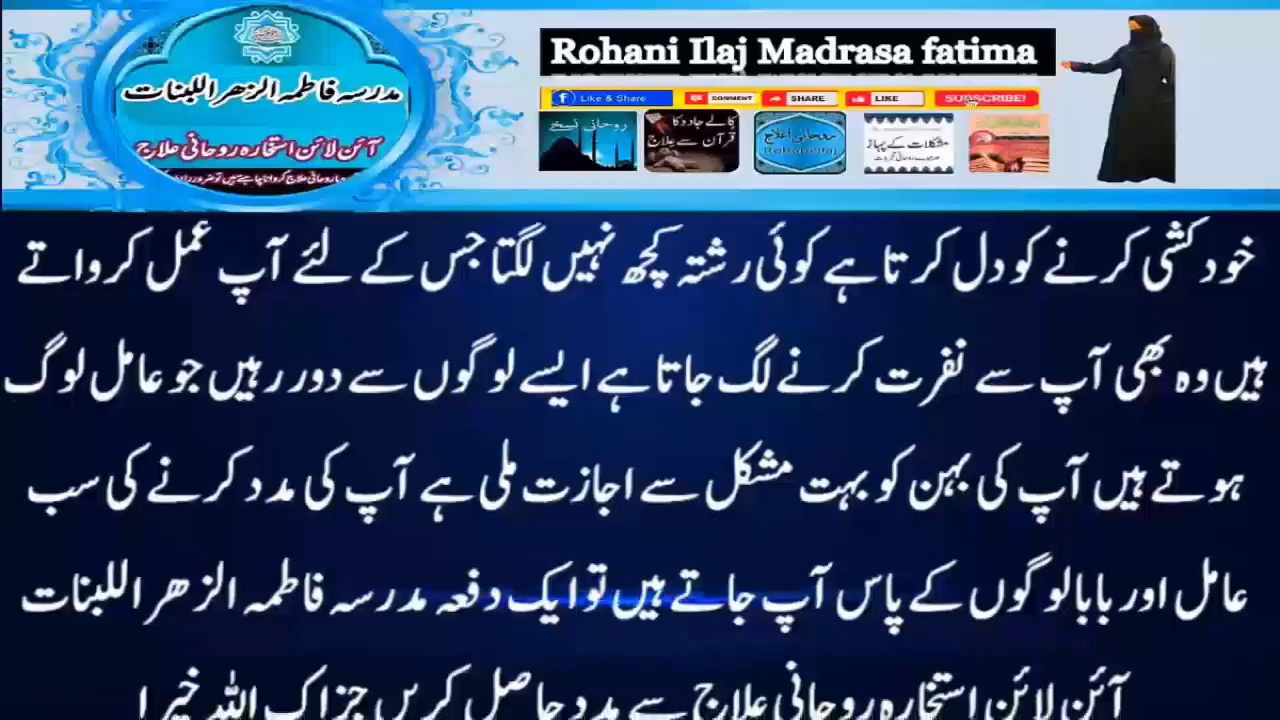 مدرسہ فاطمہ الزھر اللبنات
آئن لائن استخارہ روحانی علاج
Rohani Ilaj Madrasa fatima
Like & Share
COMMENT
SHARE
LIKE
SUBSCRIBE!
روحانی نسخے
کالے جادو کا
قرآن سے علاج
روحانی علاج
مشکلات کے پہاڑ
خودکشی کرنے کو دل کرتا ہے کوئی رشتہ کچھ نہیں لگتا جس کے لئے آپ عمل کرواتے
ہیں وہ بھی آپ سے نفرت کرنے لگ جاتا ہے ایسے لوگوں سے دور رہیں جو عامل لوگ
ہوتے ہیں آپ کی بہن کو بہت مشکل سے اجازت ملی ہے آپ کی مدد کرنے کی سب
عامل اور بابا لوگوں کے پاس آپ جاتے ہیں تو ایک دفعہ مدرسہ فاطمہ الزھر اللبنات
آئن لائن استخارہ روحانی علاج سے مدد حاصل کریں جزاک اللہ خیرا